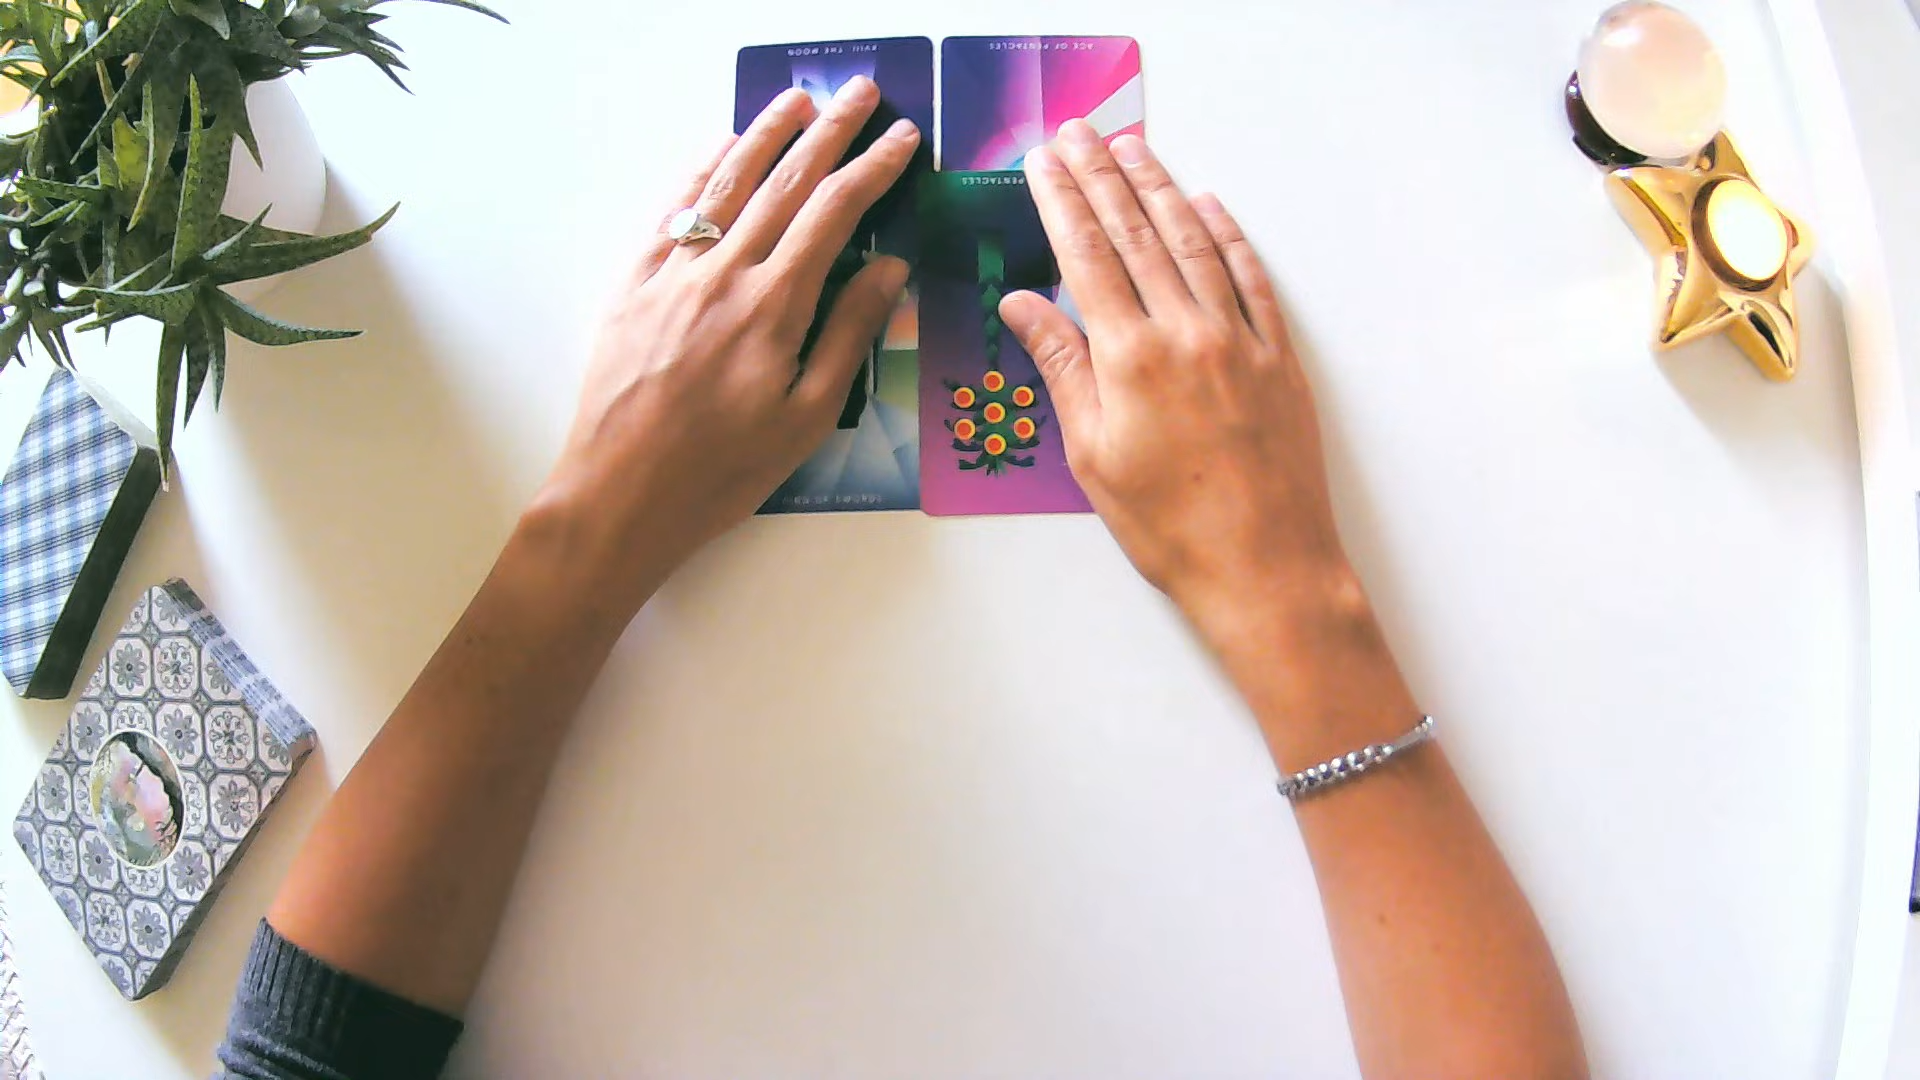 XVIII THE MOON
ACE OF PENTACLES
PENTACLES